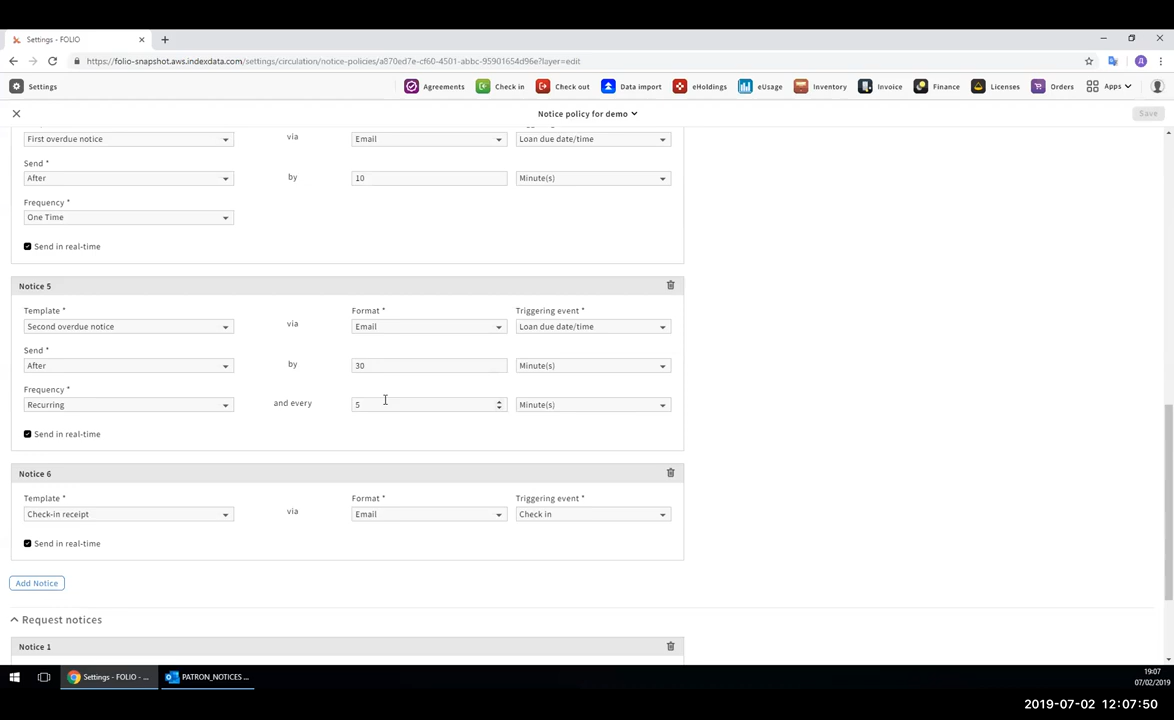 Settings - FOLIO
https://folio-snapshot.aws.indexdata.com/settings/circulation/notice-policies/a870ed7e-cf60-4501-abbc-95901654d96e?layer=edit
Д
Settings Agreements Check in Check out Data import eHoldings eUsage Inventory Invoice Finance Licenses Orders Apps
Notice policy for demo Save
First overdue notice via Email Loan due date/time
Send *
After by 10 Minute(s)
Frequency *
One Time
Send in real-time
Notice 5
Template * Format * Triggering event *
Second overdue notice via Email Loan due date/time
Send *
After by 30 Minute(s)
Frequency *
Recurring and every 5 Minute(s)
Send in real-time
Notice 6
Template * Format * Triggering event *
Check-in receipt via Email Check in
Send in real-time
Add Notice
Request notices
Notice 1
Settings - FOLIO - ... PATRON_NOTICES ... 19:07
07/02/2019
2019-07-02 12:07:50